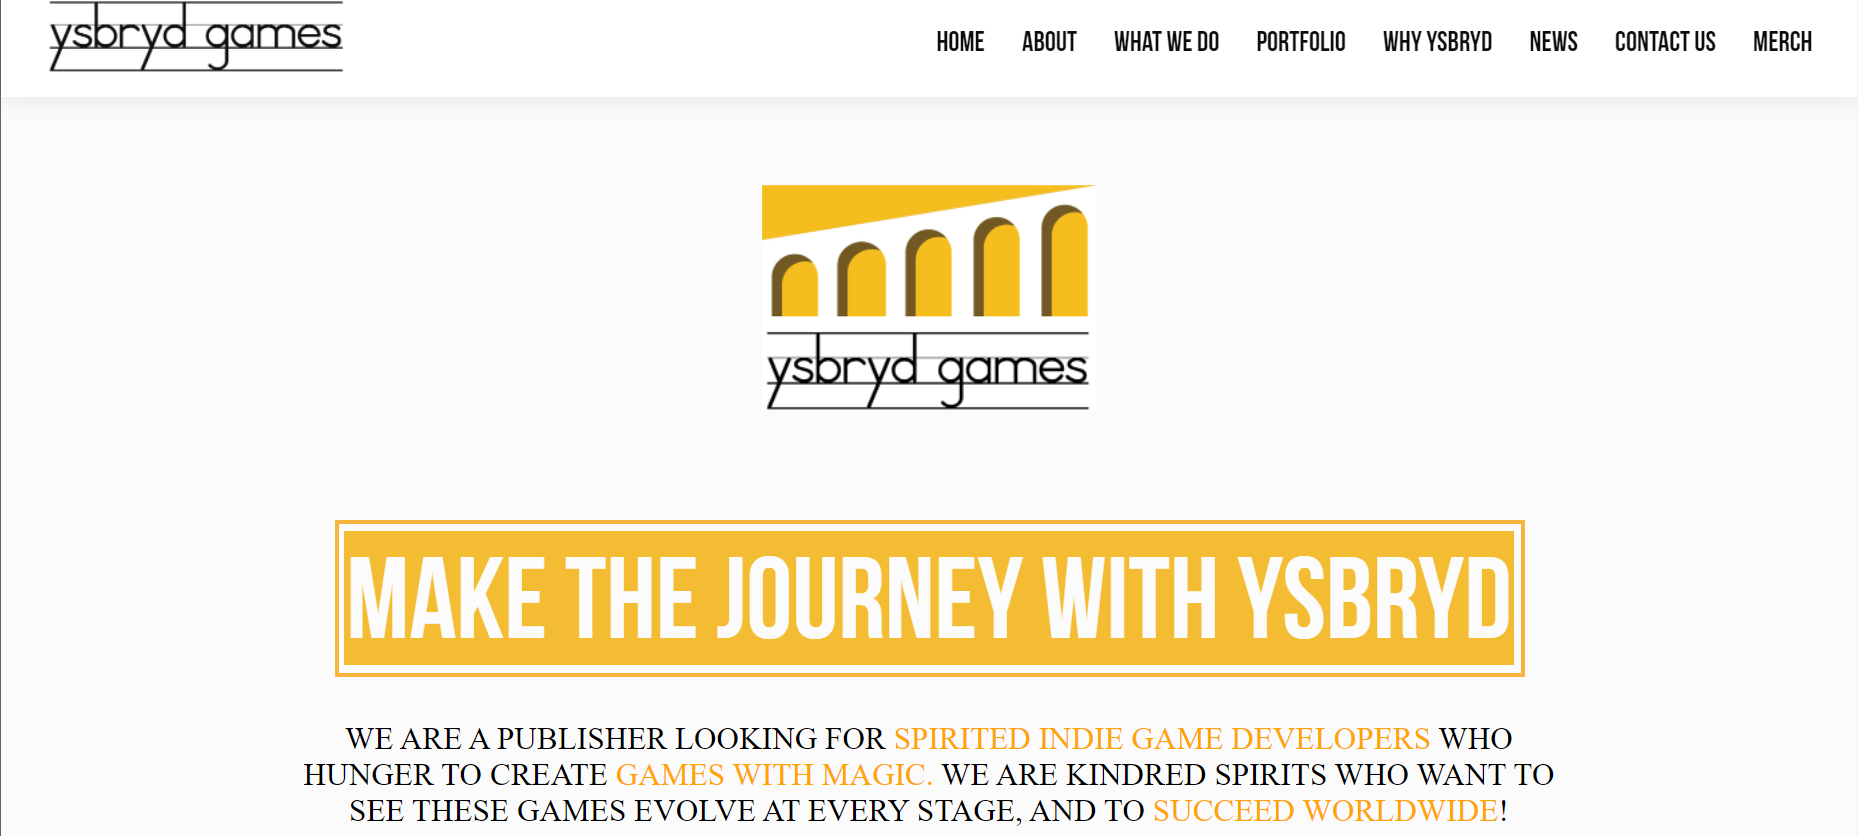 ysbryd games
HOME ABOUT WHAT WE DO PORTFOLIO WHY YSBRYD NEWS CONTACT US MERCH
ysbryd games
MAKE THE JOURNEY WITH YSBRYD
WE ARE A PUBLISHER LOOKING FOR SPIRITED INDIE GAME DEVELOPERS WHO
HUNGER TO CREATE GAMES WITH MAGIC. WE ARE KINDRED SPIRITS WHO WANT TO
SEE THESE GAMES EVOLVE AT EVERY STAGE, AND TO SUCCEED WORLDWIDE!